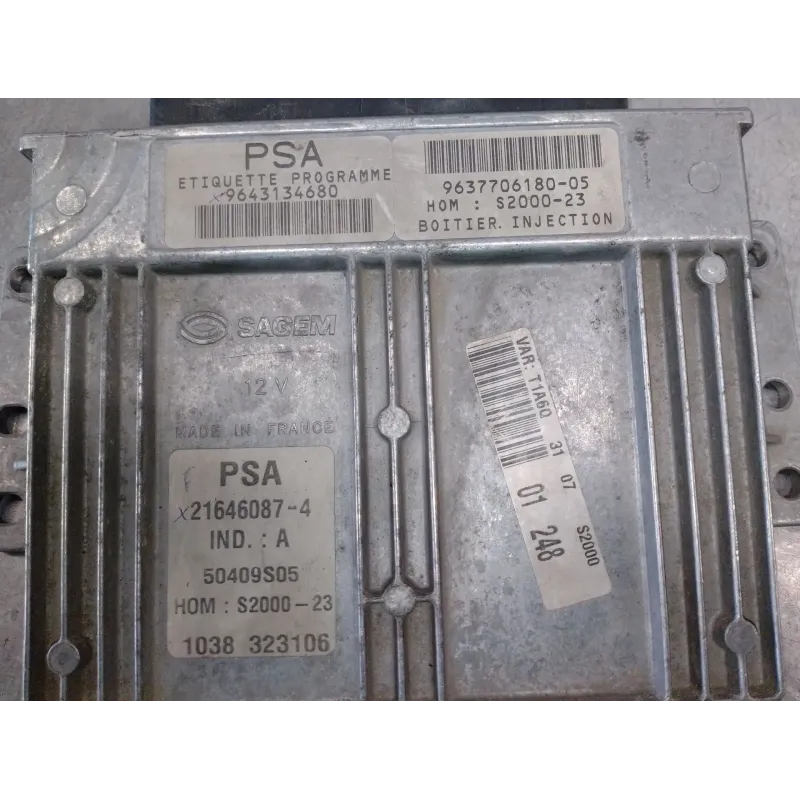 PSA
ETIQUETTE PROGRAMME
x9643134680
9637706180-05
HOM : S2000-23
BOITIER. INJECTION
SAGEM
12 V
MADE IN FRANCE
PSA
x21646087-4
IND. : A
50409S05
HOM : S2000-23
1038 323106
VAR: T1A60 31 07 S2000
01 248